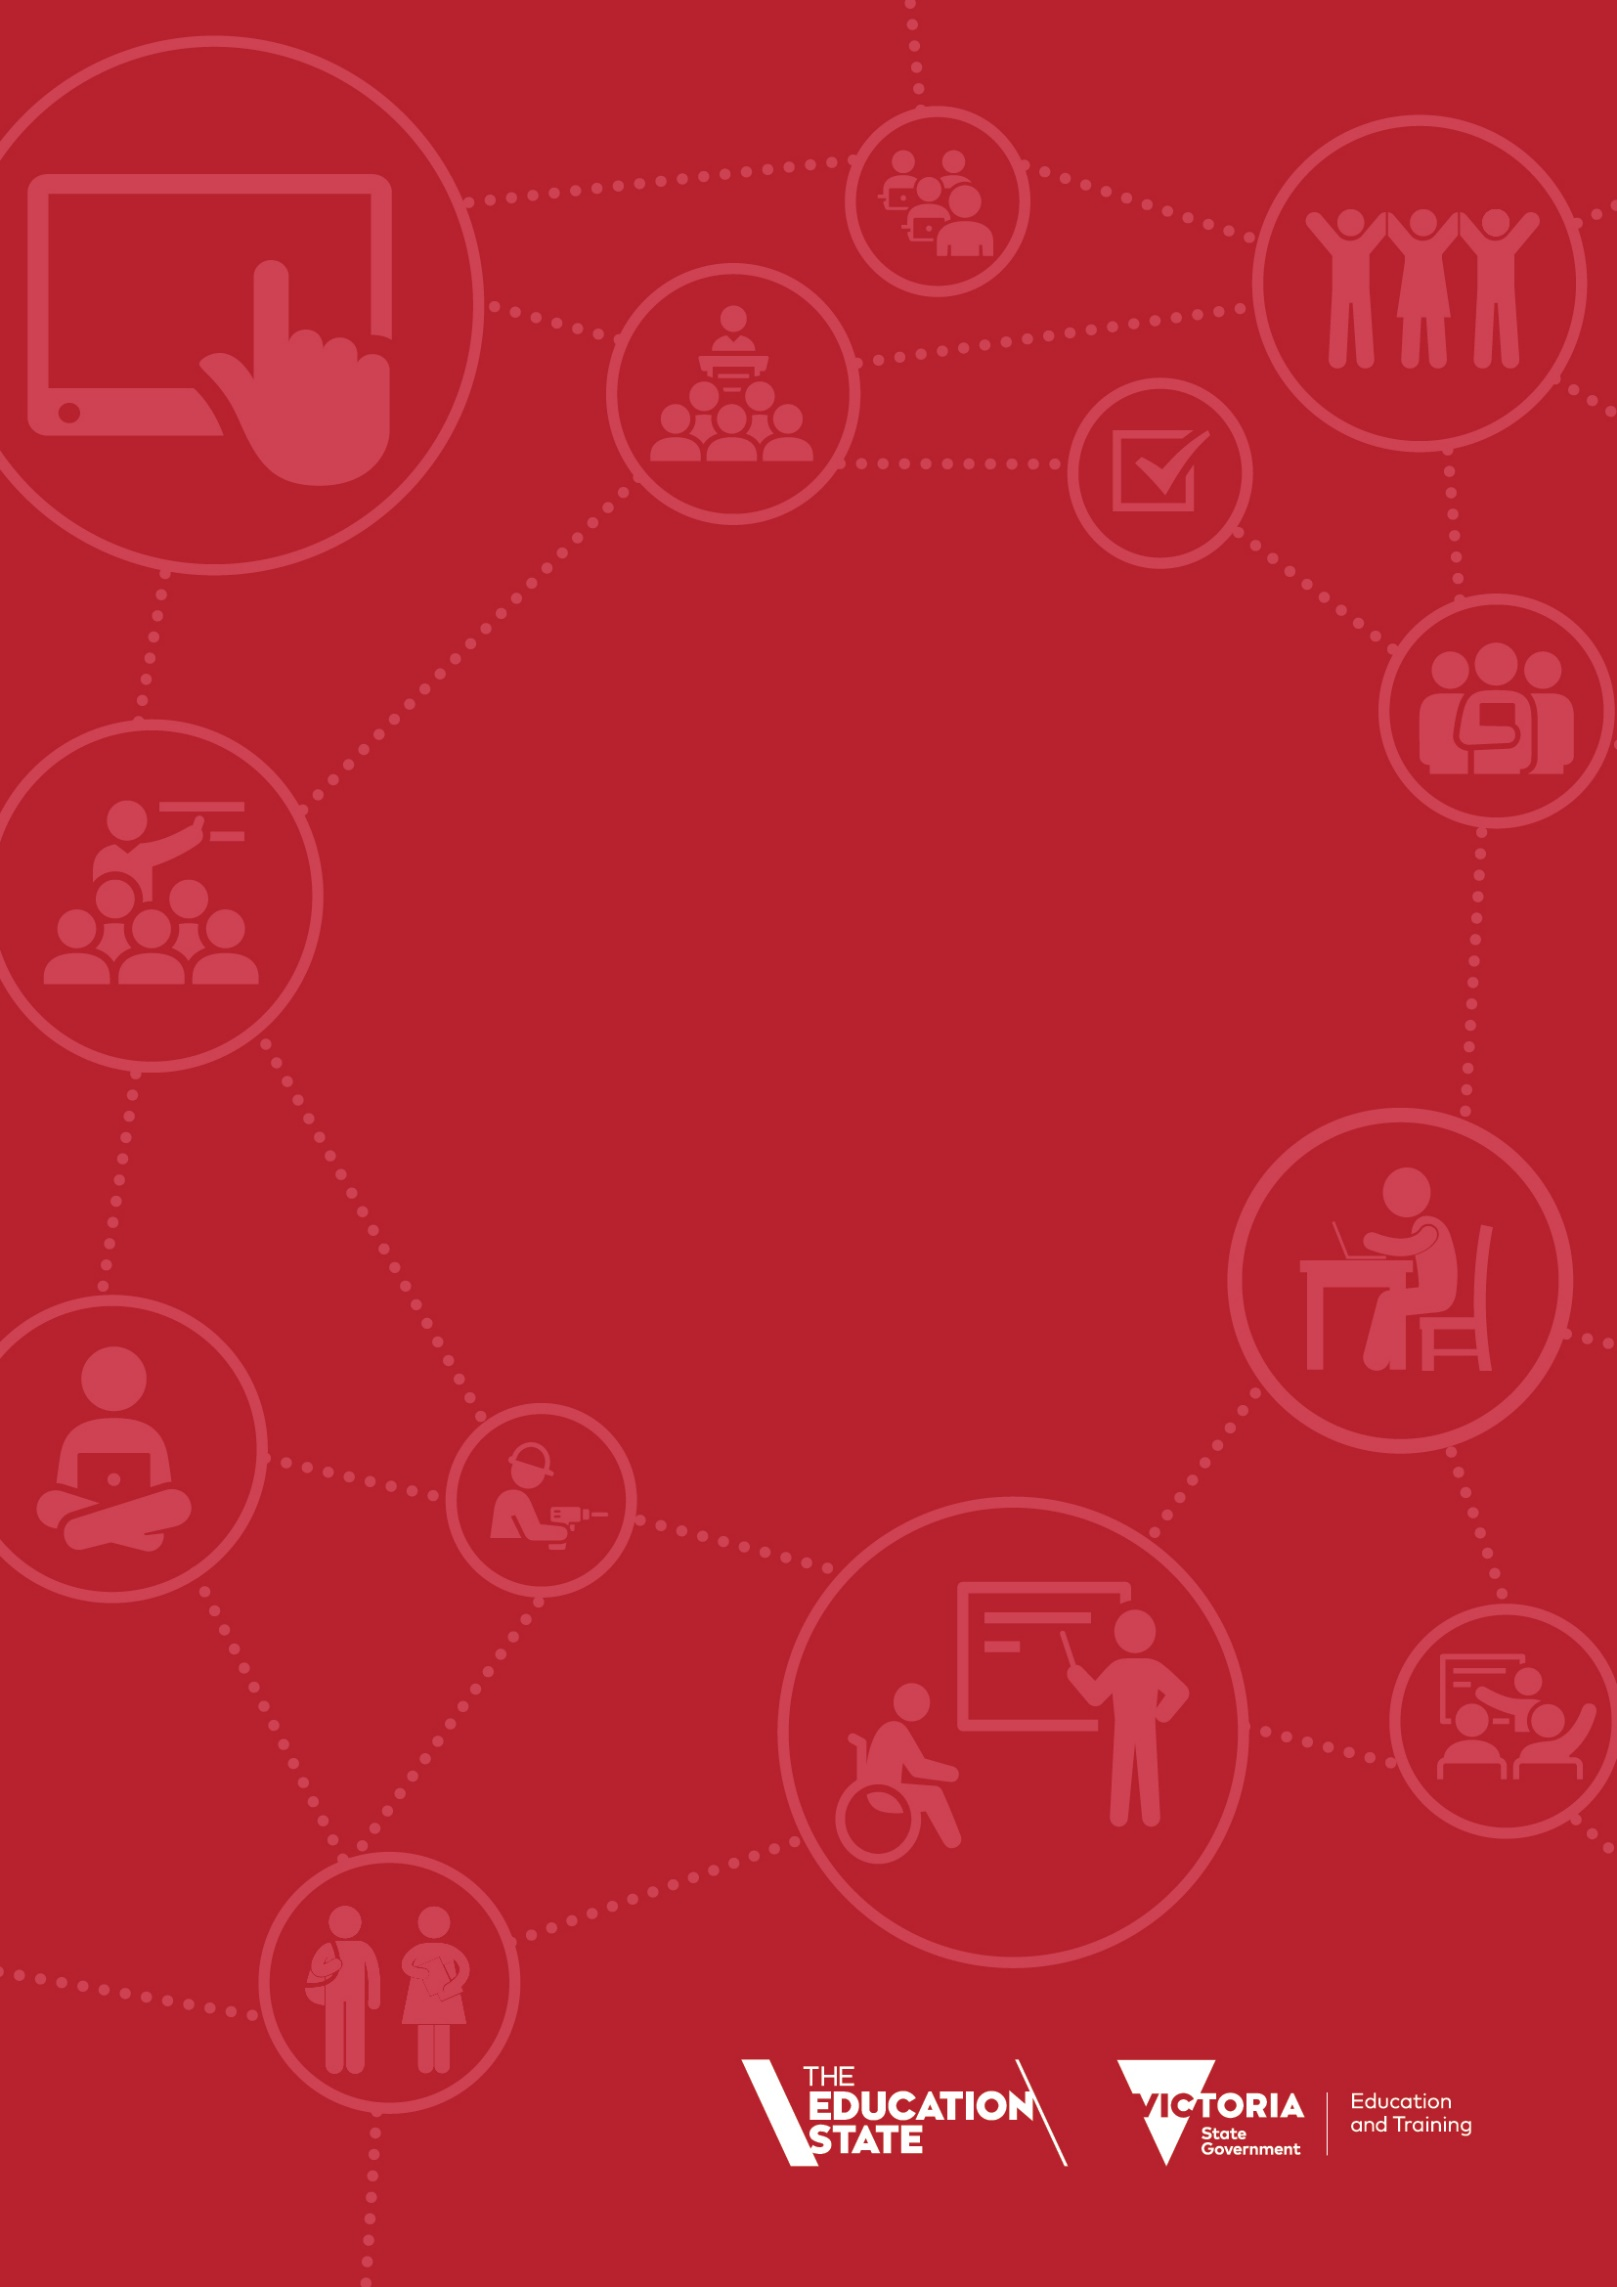 THE
EDUCATION
STATE
VICTORIA
State
Government
Education
and Training